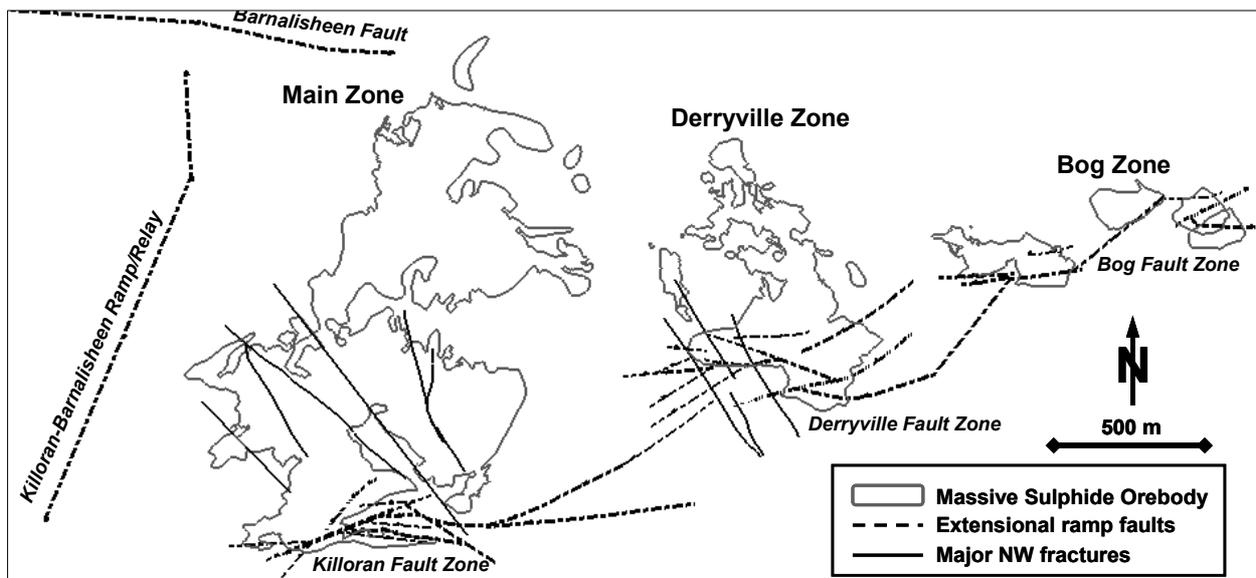 Barnalisheen Fault
Main Zone
Derryville Zone
Bog Zone
Killoran-Barnalisheen Ramp/Relay
Bog Fault Zone
N
500 m
Derryville Fault Zone
Killoran Fault Zone
Massive Sulphide Orebody
Extensional ramp faults
Major NW fractures